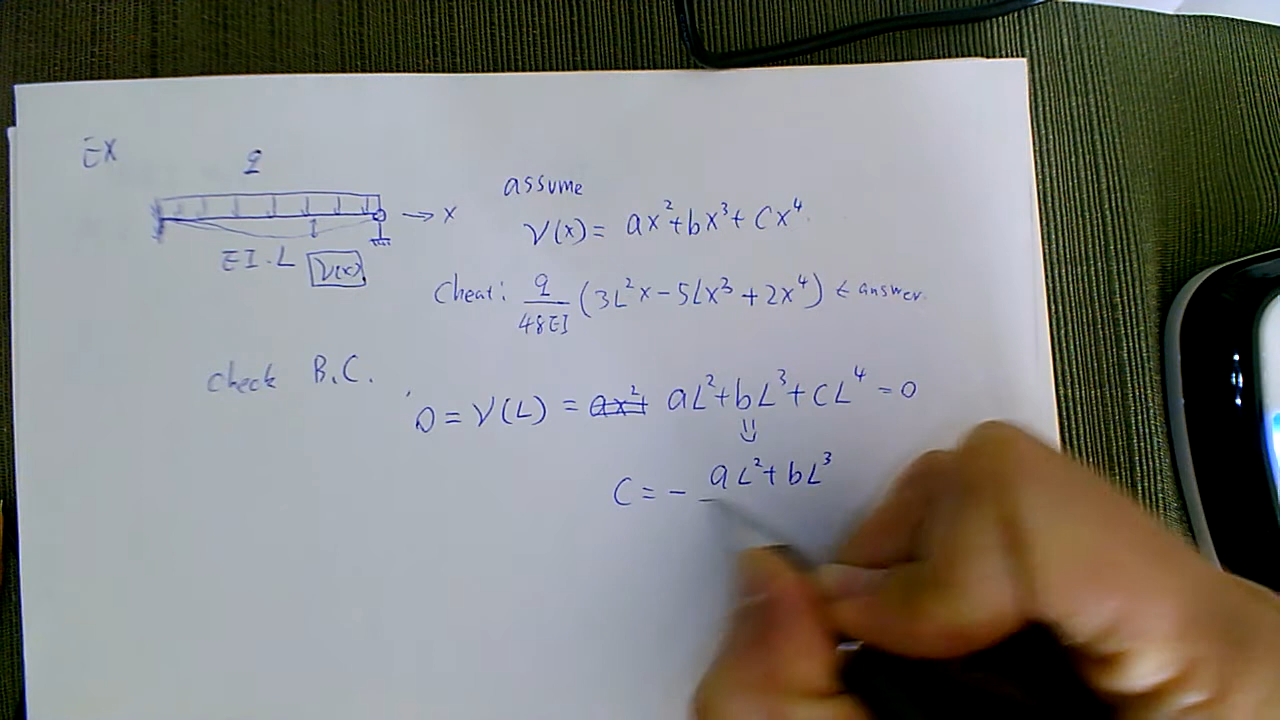 EX
q
→ x
EI.L V(x)
assume
V(x) = ax²+bx³+Cx⁴
Cheat: q/48EI (3L²x-5Lx³+2x⁴) ← answer.
check B.C.
0 = V(L) = ax²+ aL²+bL³+cL⁴ = 0
⇓
C = - aL²+bL³